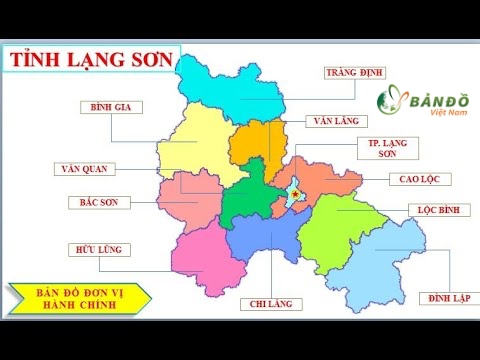 TỈNH LẠNG SƠN
TRÀNG ĐỊNH
BẢN ĐỒ
Việt Nam
BÌNH GIA
VĂN LÃNG
TP. LẠNG
SƠN
VĂN QUAN
CAO LỘC
BẮC SƠN
LỘC BÌNH
HỮU LŨNG
BẢN ĐỒ ĐƠN VỊ
HÀNH CHÍNH
CHI LĂNG
ĐÌNH LẬP